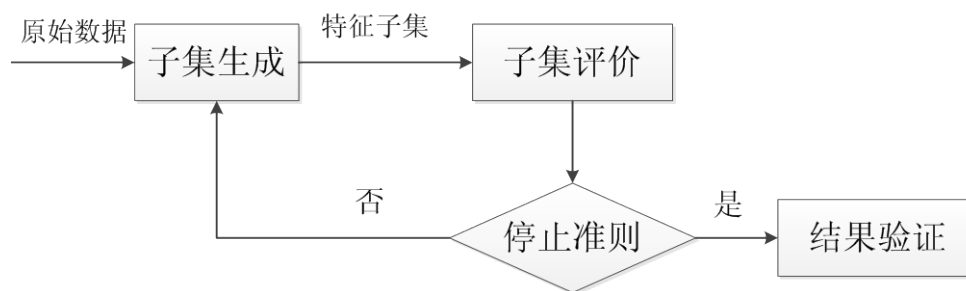 原始数据
子集生成
特征子集
子集评价
否
停止准则
是
结果验证